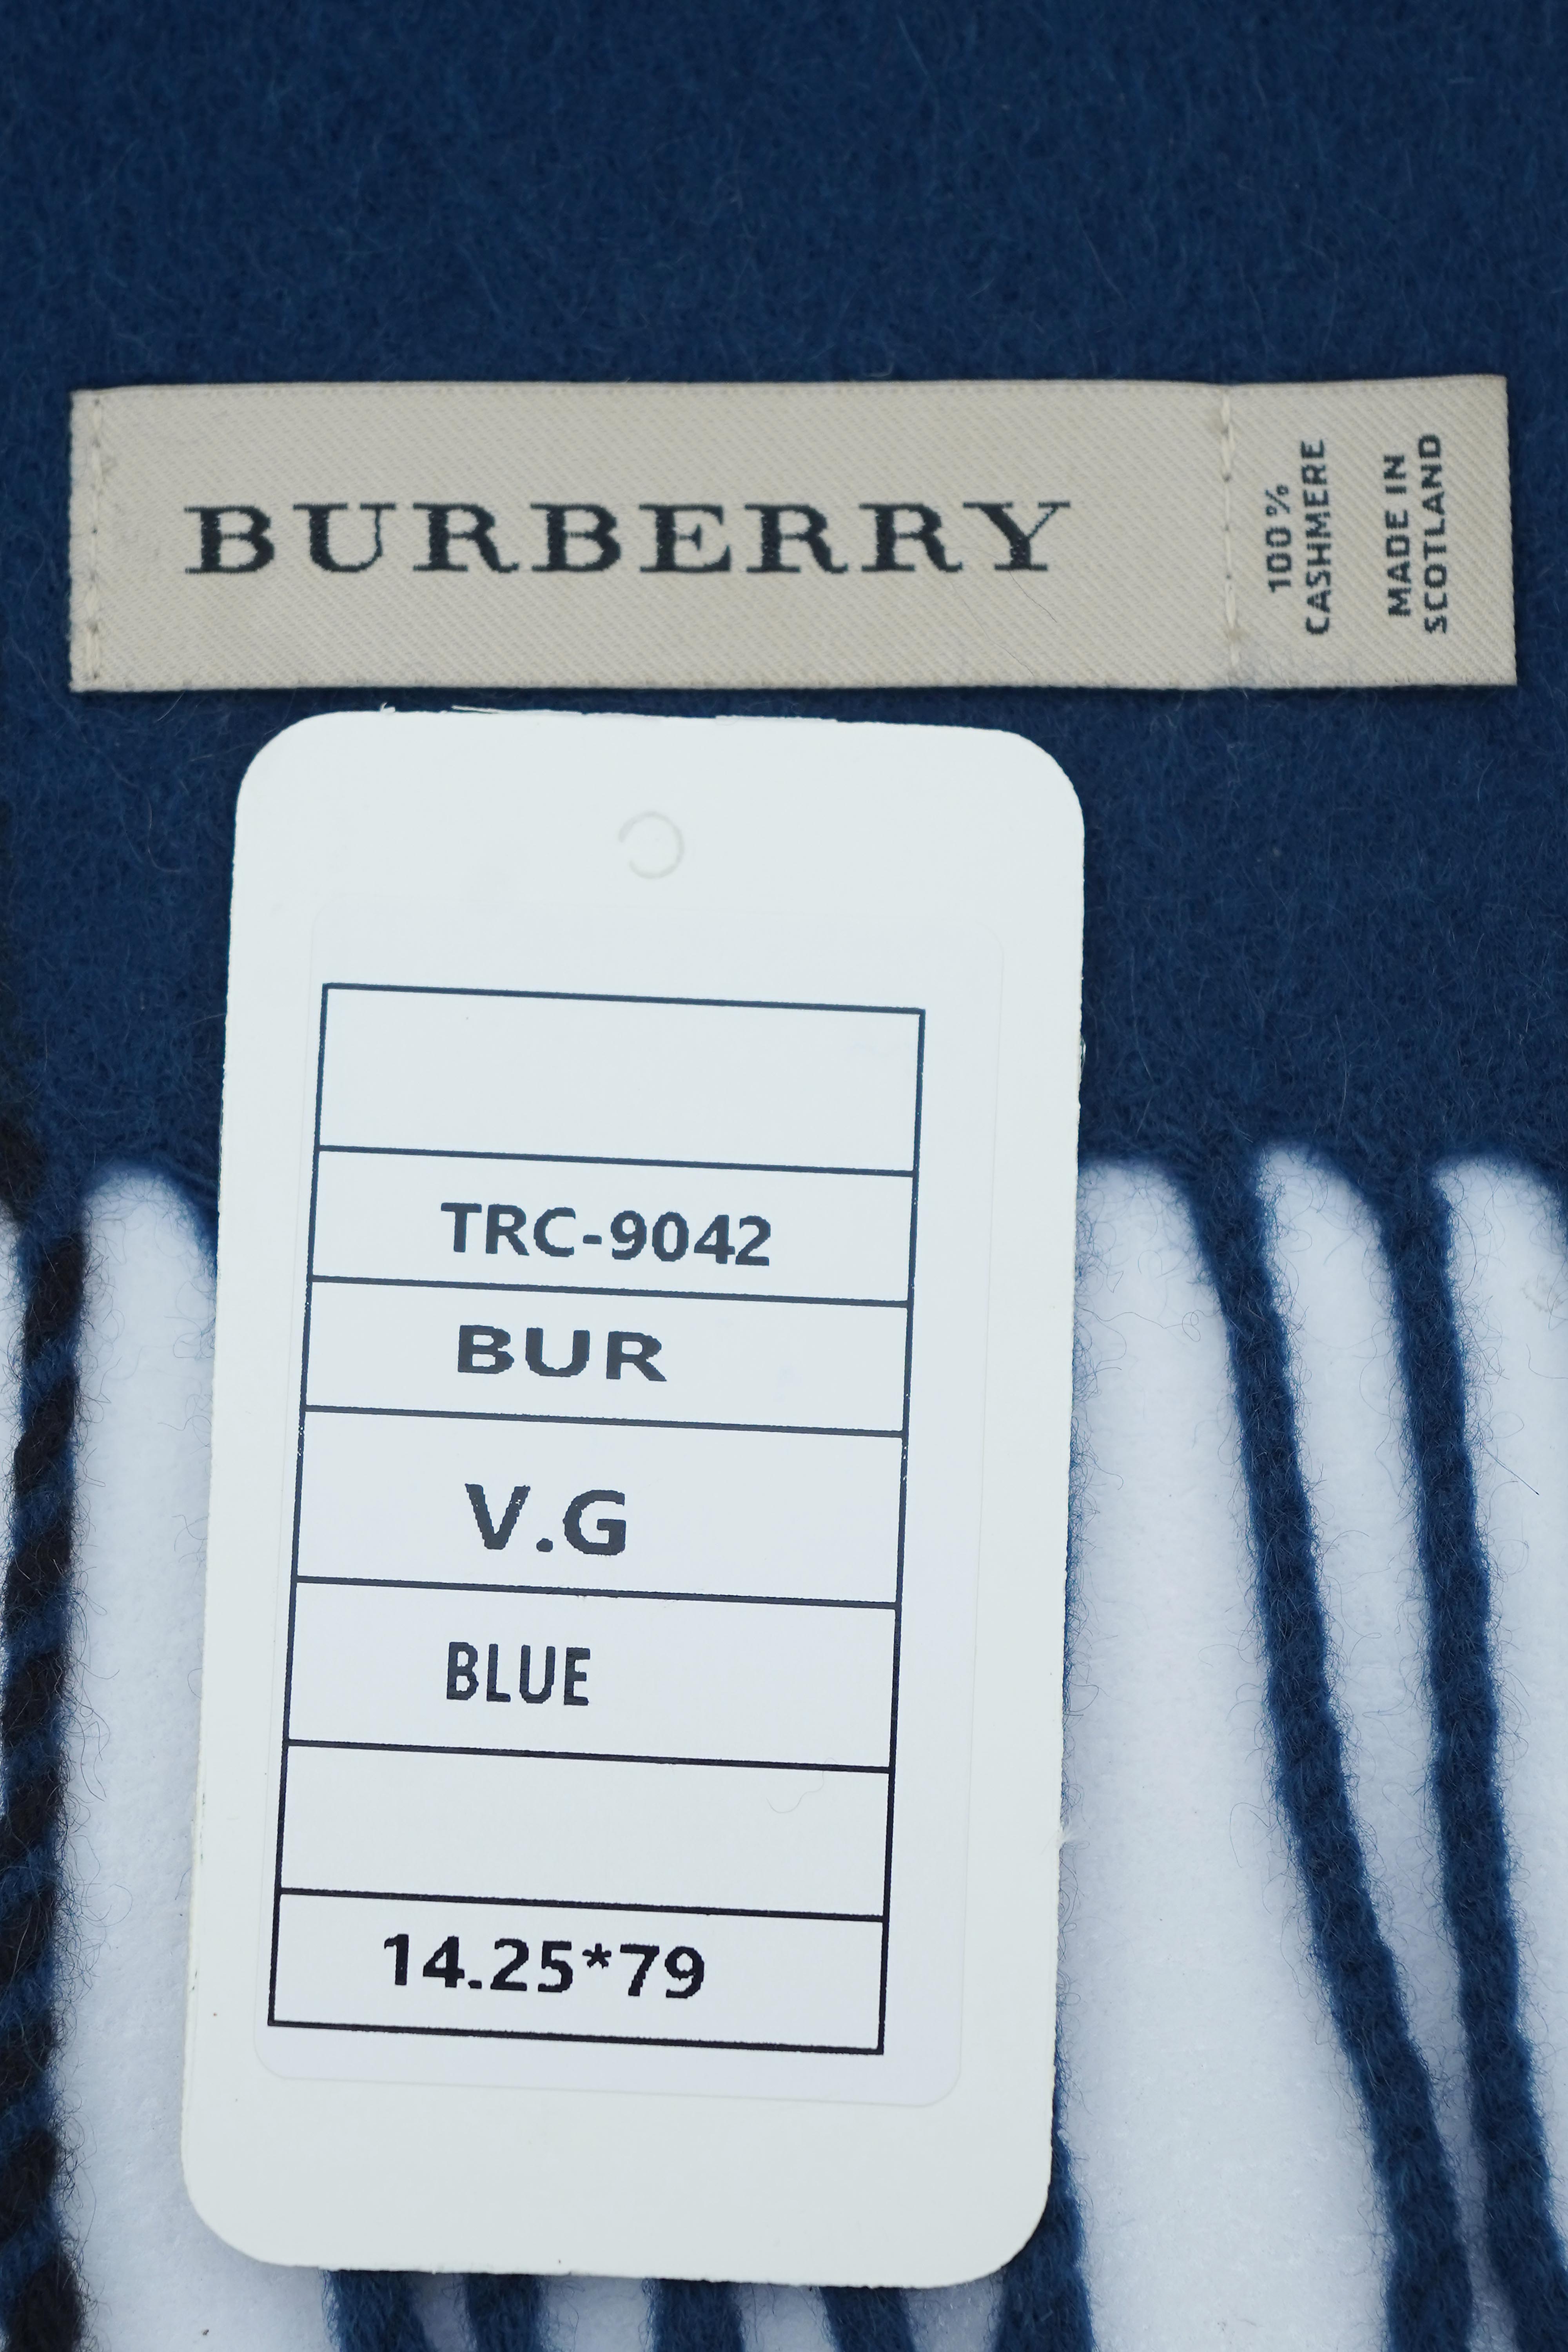 BURBERRY
100%
CASHMERE
MADE IN
SCOTLAND
TRC-9042
BUR
V.G
BLUE
14.25*79